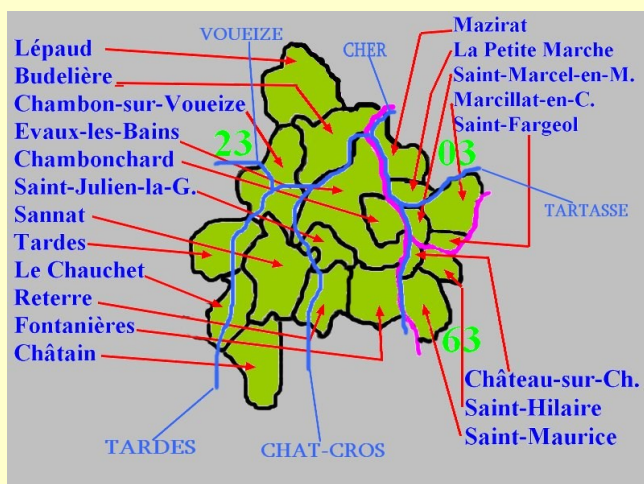 VOUEIZE
CHER
Lépaud
Budelière
Chambon-sur-Voueize
Evaux-les-Bains
Chambonchard
Saint-Julien-la-G.
Sannat
Tardes
Le Chauchet
Reterre
Fontanières
Châtain
23
03
63
Mazirat
La Petite Marche
Saint-Marcel-en-M.
Marcillat-en-C.
Saint-Fargeol
TARTASSE
Château-sur-Ch.
Saint-Hilaire
Saint-Maurice
TARDES
CHAT-CROS